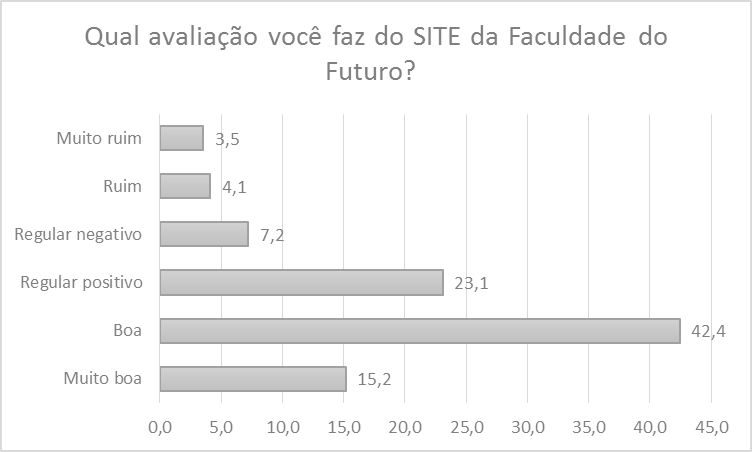 Qual avaliação você faz do SITE da Faculdade do
Futuro?
Muito ruim 3,5
Ruim 4,1
Regular negativo 7,2
Regular positivo 23,1
Boa 42,4
Muito boa 15,2
0,0 5,0 10,0 15,0 20,0 25,0 30,0 35,0 40,0 45,0